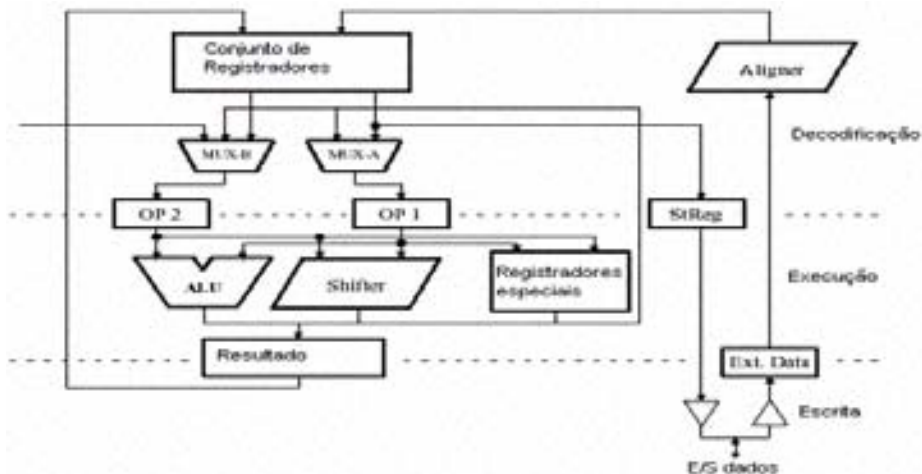 Conjunto de
Registradores
Aligner
Decodificação
MUX-B
MUX-A
OP 2
OP 1
StReg
ALU
Shifter
Registradores
especiais
Execução
Resultado
Ext. Data
Escrita
E/S dados